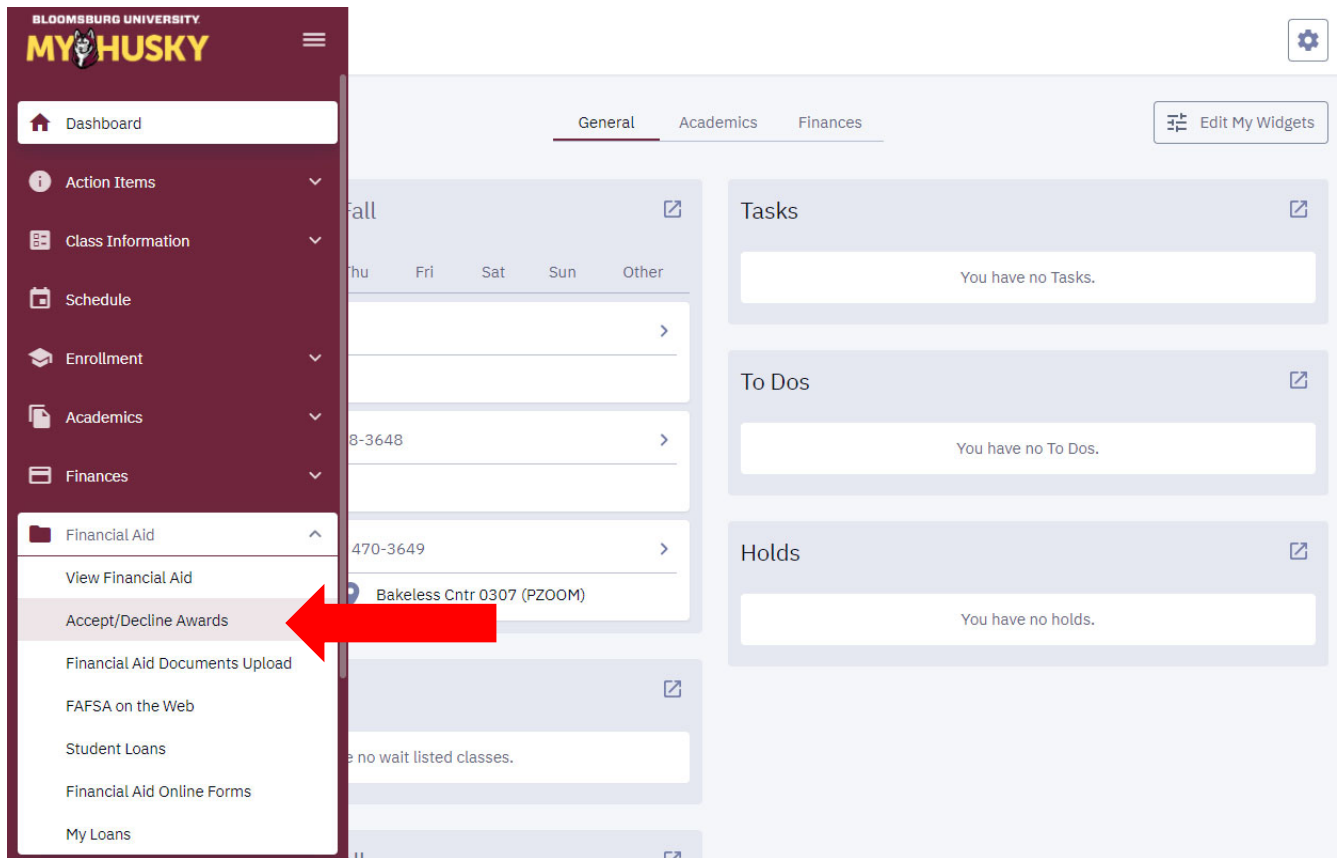 BLOOMSBURG UNIVERSITY
MY HUSKY
Dashboard
Action Items
Class Information
Schedule
Enrollment
Academics
Finances
Financial Aid
View Financial Aid
Accept/Decline Awards
Financial Aid Documents Upload
FAFSA on the Web
Student Loans
Financial Aid Online Forms
My Loans
General Academics Finances
Edit My Widgets
Fall
Thu Fri Sat Sun Other
8-3648
470-3649
Bakeless Cntr 0307 (PZOOM)
e no wait listed classes.
Tasks
You have no Tasks.
To Dos
You have no To Dos.
Holds
You have no holds.